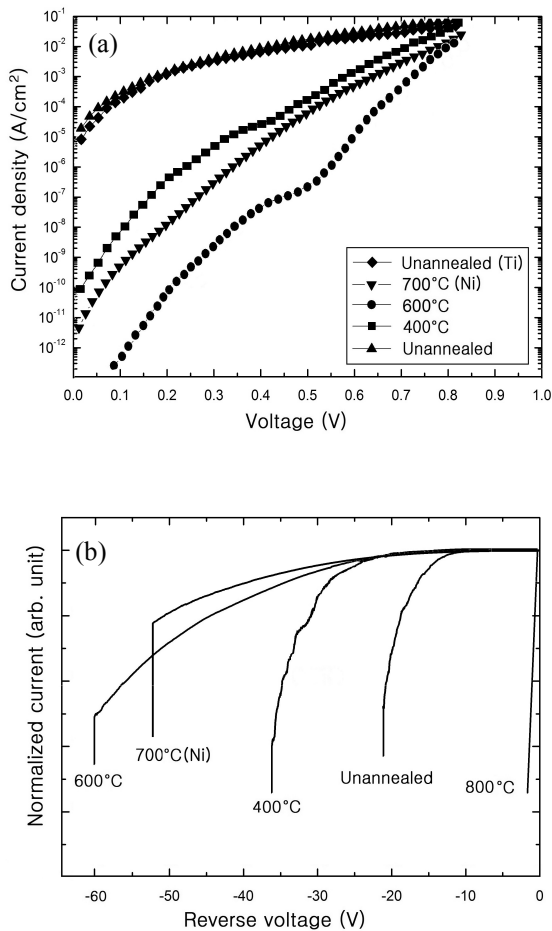 (a)
Current density (A/cm²)
10⁻¹
10⁻²
10⁻³
10⁻⁴
10⁻⁵
10⁻⁶
10⁻⁷
10⁻⁸
10⁻⁹
10⁻¹⁰
10⁻¹¹
10⁻¹²
Unannealed (Ti)
700°C (Ni)
600°C
400°C
Unannealed
0.0 0.1 0.2 0.3 0.4 0.5 0.6 0.7 0.8 0.9 1.0
Voltage (V)
(b)
Normalized current (arb. unit)
600°C
700°C(Ni)
400°C
Unannealed
800°C
-60 -50 -40 -30 -20 -10 0
Reverse voltage (V)